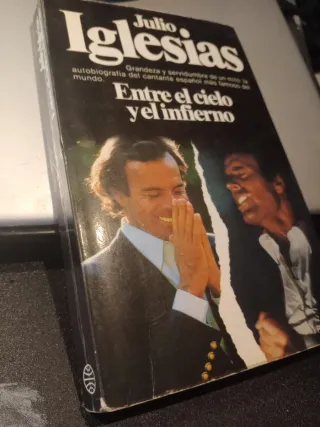 Julio
Iglesias
Grandeza y servidumbre de un mito: la
autobiografía del cantante español más famoso del
mundo.
Entre el cielo
y el infierno